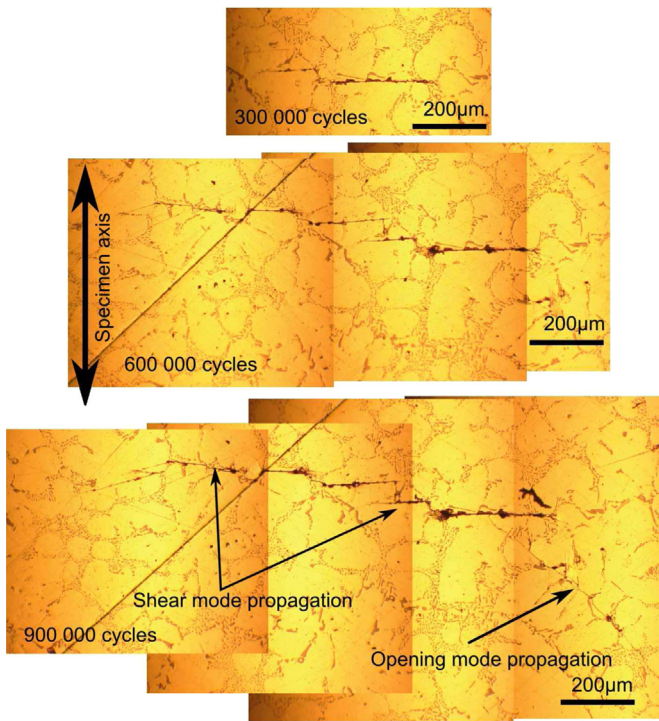 300 000 cycles
200µm
Specimen axis
600 000 cycles
200µm
Shear mode propagation
900 000 cycles
Opening mode propagation
200µm